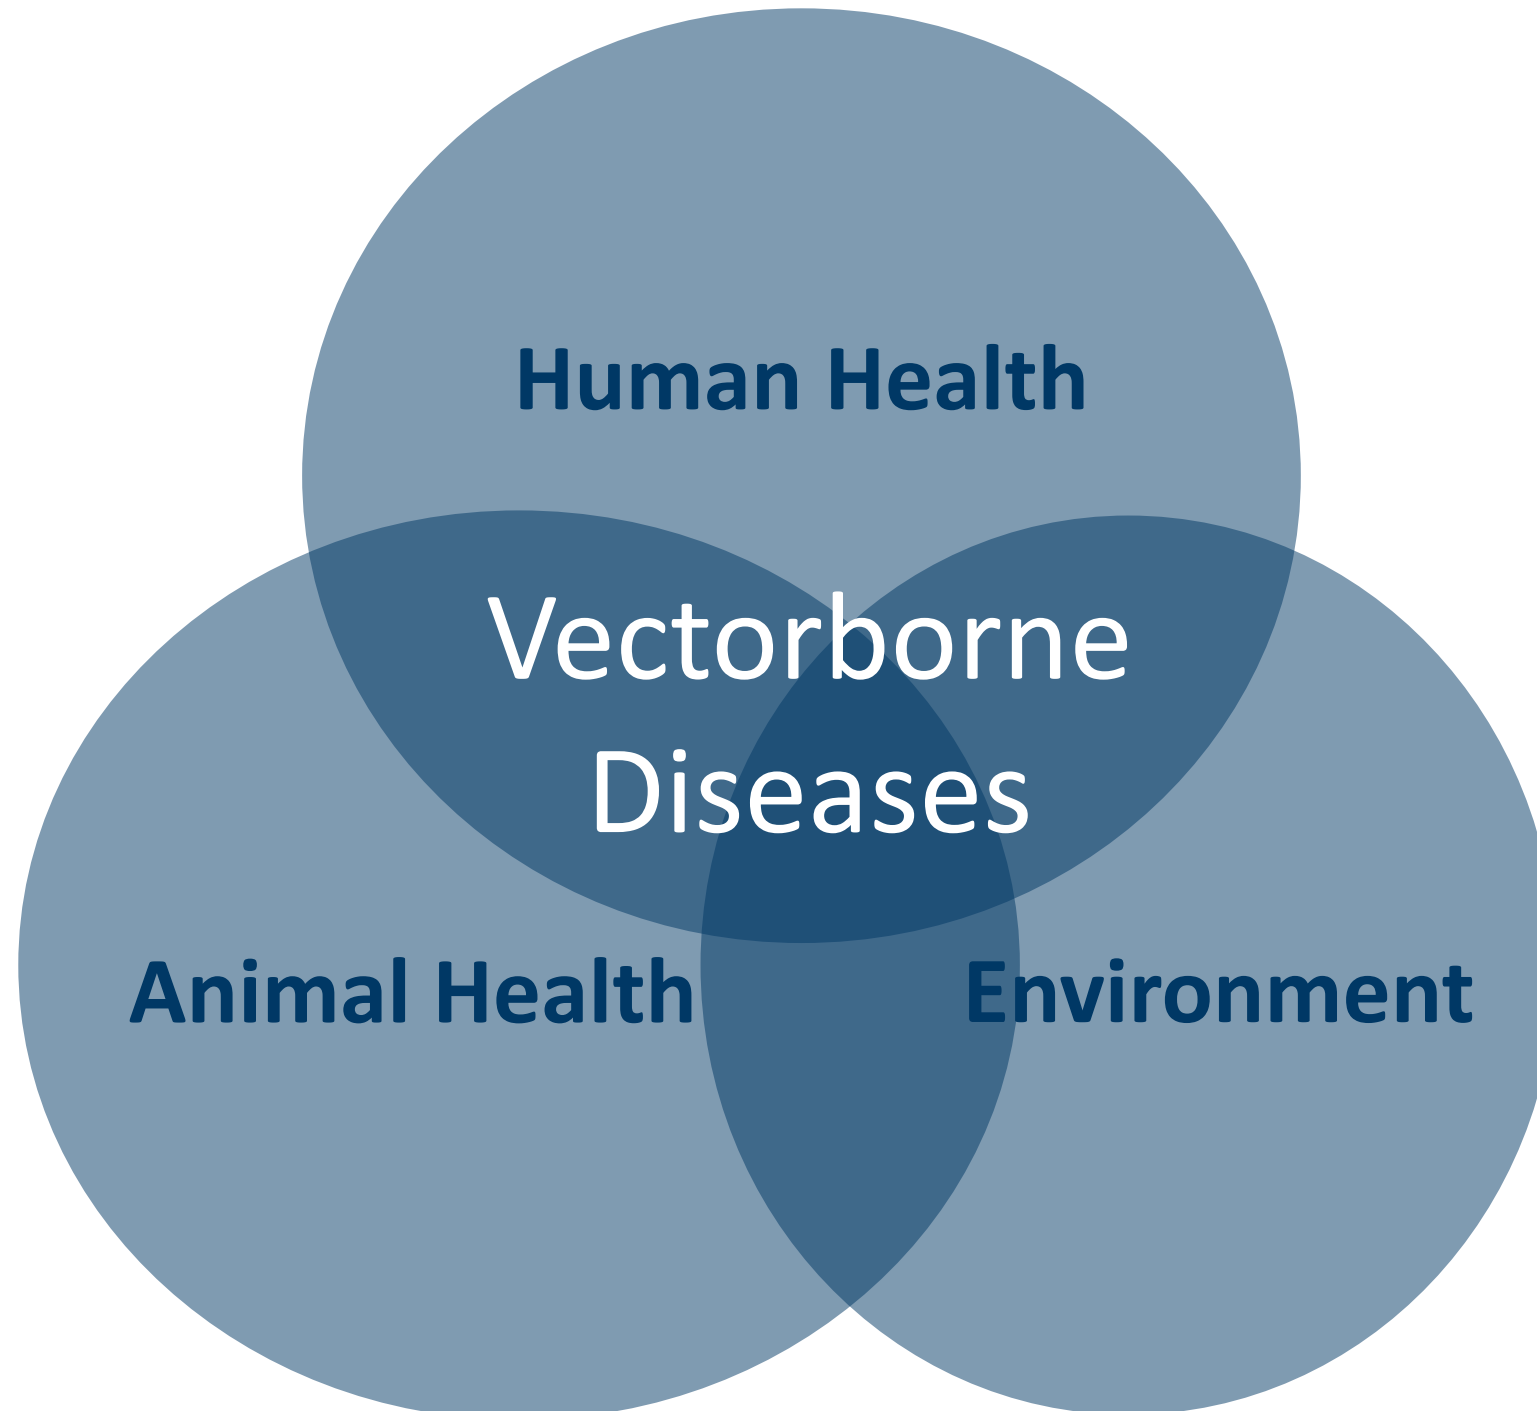 Human Health
Vectorborne
Diseases
Animal Health
Environment